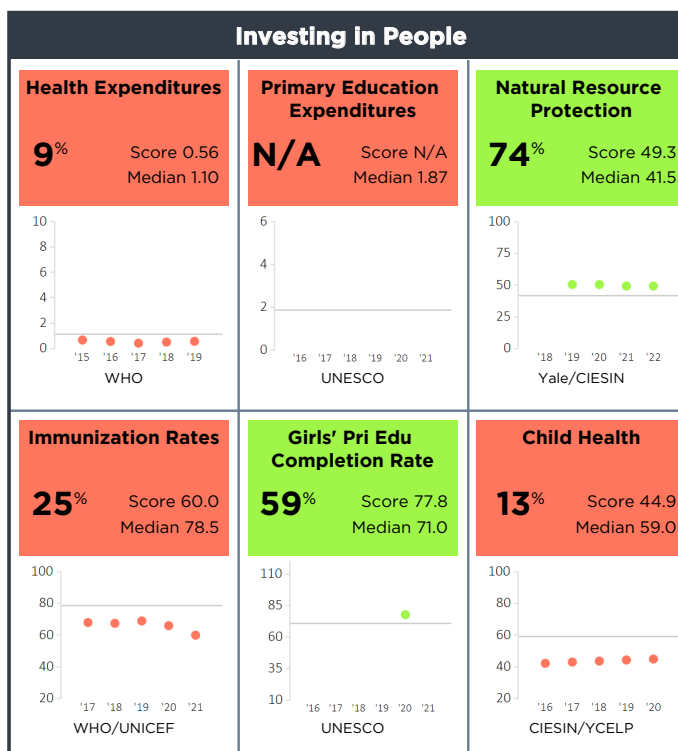 Investing in People
Health Expenditures
9%
Score 0.56
Median 1.10
10
8
6
4
2
0
'15 '16 '17 '18 '19
WHO
Primary Education
Expenditures
N/A
Score N/A
Median 1.87
6
4
2
0
'16 '17 '18 '19 '20 '21
UNESCO
Natural Resource
Protection
74%
Score 49.3
Median 41.5
100
75
50
25
0
'18 '19 '20 '21 '22
Yale/CIESIN
Immunization Rates
25%
Score 60.0
Median 78.5
100
80
60
40
20
'17 '18 '19 '20 '21
WHO/UNICEF
Girls' Pri Edu
Completion Rate
59%
Score 77.8
Median 71.0
110
85
60
35
10
'16 '17 '18 '19 '20 '21
UNESCO
Child Health
13%
Score 44.9
Median 59.0
100
80
60
40
20
'16 '17 '18 '19 '20
CIESIN/YCELP